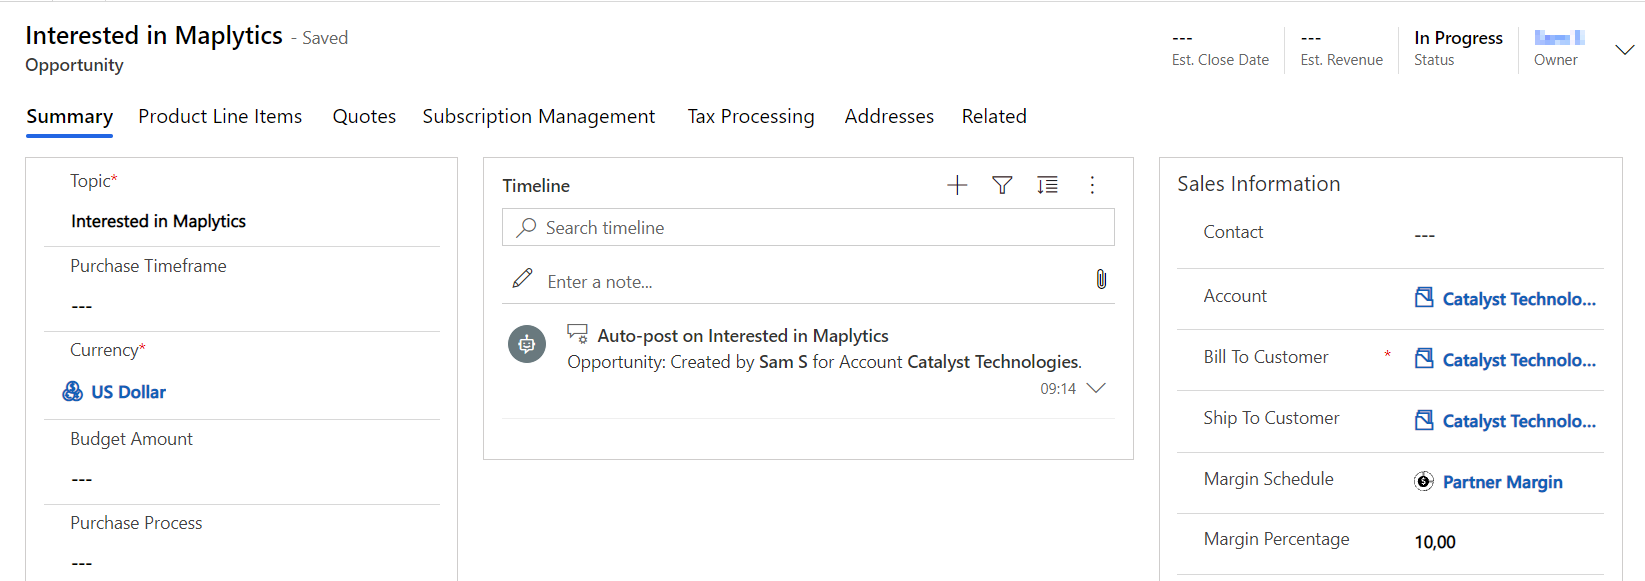 Interested in Maplytics - Saved
Opportunity
---
Est. Close Date
---
Est. Revenue
In Progress
Status
Owner
Summary Product Line Items Quotes Subscription Management Tax Processing Addresses Related
Topic*
Interested in Maplytics
Purchase Timeframe
---
Currency*
US Dollar
Budget Amount
---
Purchase Process
---
Timeline
Search timeline
Enter a note...
Auto-post on Interested in Maplytics
Opportunity: Created by Sam S for Account Catalyst Technologies.
09:14
Sales Information
Contact ---
Account Catalyst Technolo...
Bill To Customer * Catalyst Technolo...
Ship To Customer Catalyst Technolo...
Margin Schedule Partner Margin
Margin Percentage 10,00